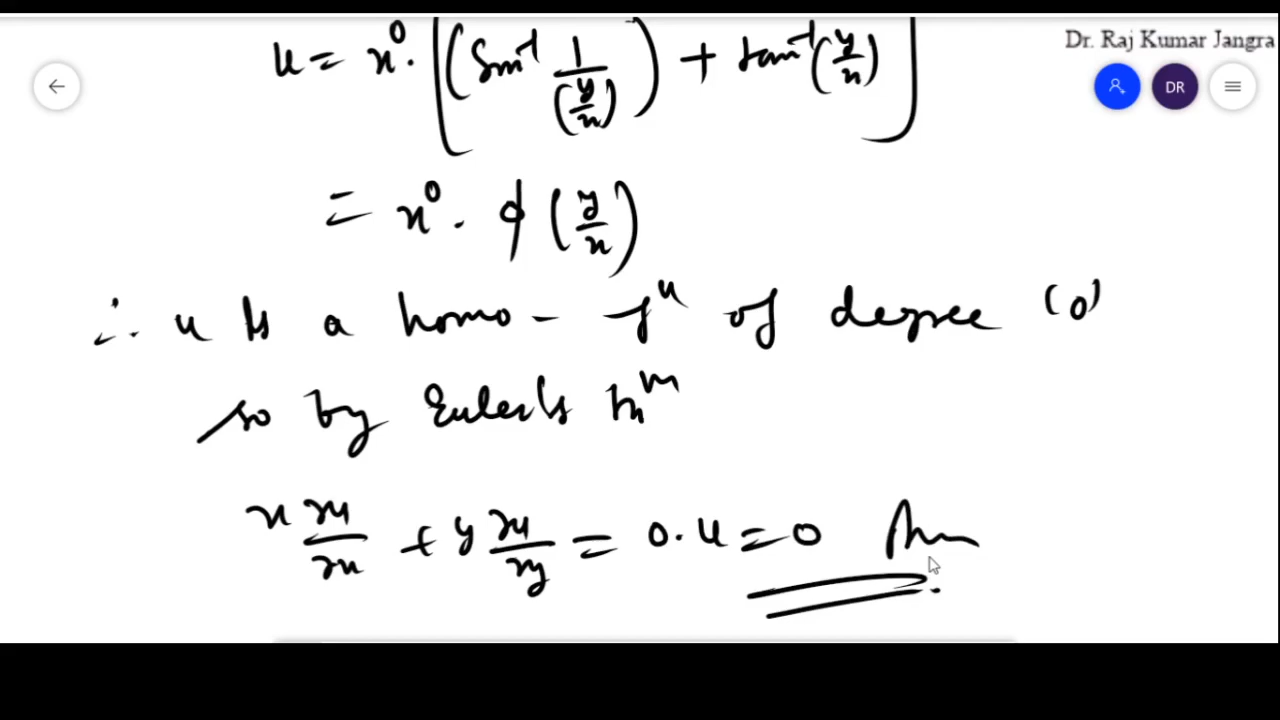 Dr. Raj Kumar Jangra
DR
u = x⁰ · [(Sin⁻¹ 1/(y/x)) + tan⁻¹(y/x)]
= x⁰ · φ(y/x)
∴ u is a homo - fⁿ of degree (0)
so by Euler's thᵐ
x ∂u/∂x + y ∂u/∂y = 0·u = 0 Ans